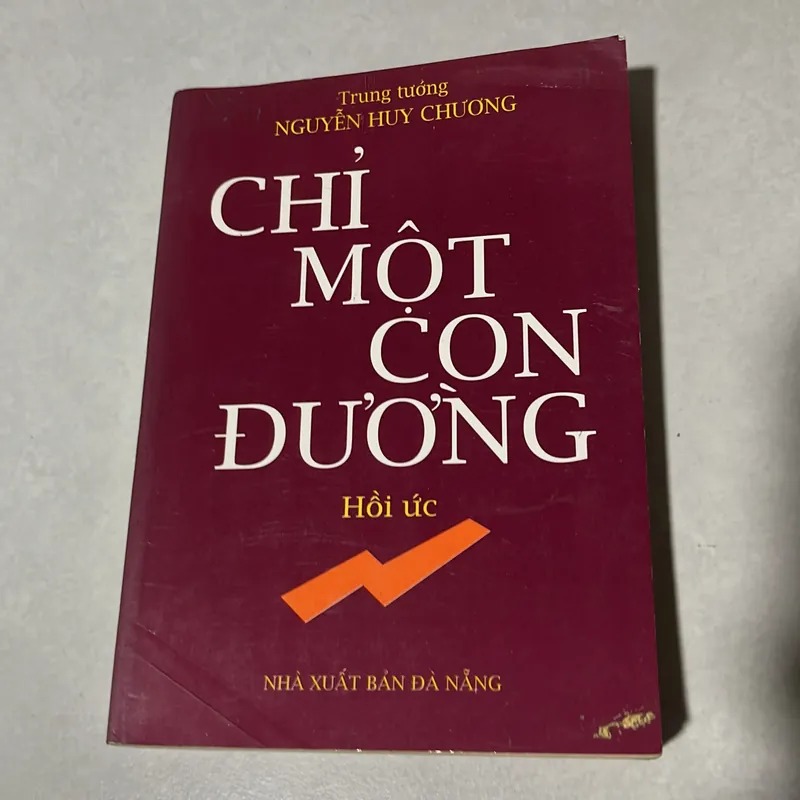 Trung tướng
NGUYỄN HUY CHƯƠNG
CHỈ
MỘT
CON
ĐƯỜNG
Hồi ức
NHÀ XUẤT BẢN ĐÀ NẴNG